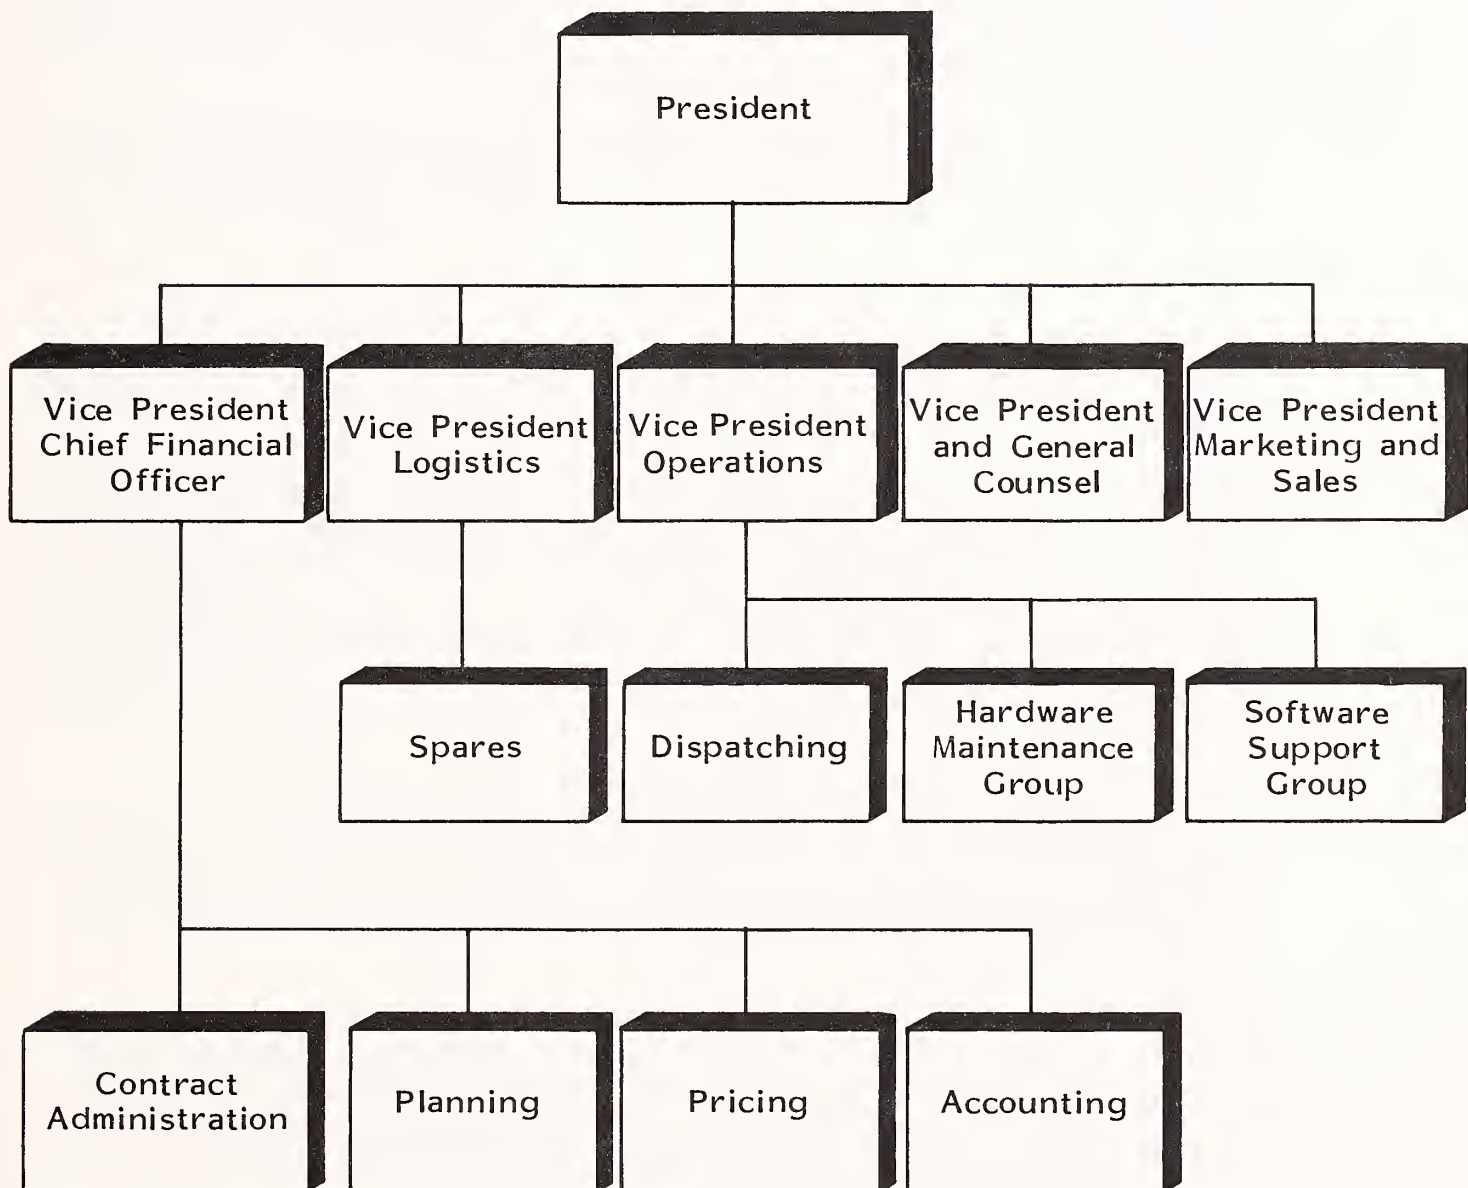 President
Vice President
Chief Financial
Officer
Vice President
Logistics
Vice President
Operations
Vice President
and General
Counsel
Vice President
Marketing and
Sales
Spares
Dispatching
Hardware
Maintenance
Group
Software
Support
Group
Contract
Administration
Planning
Pricing
Accounting